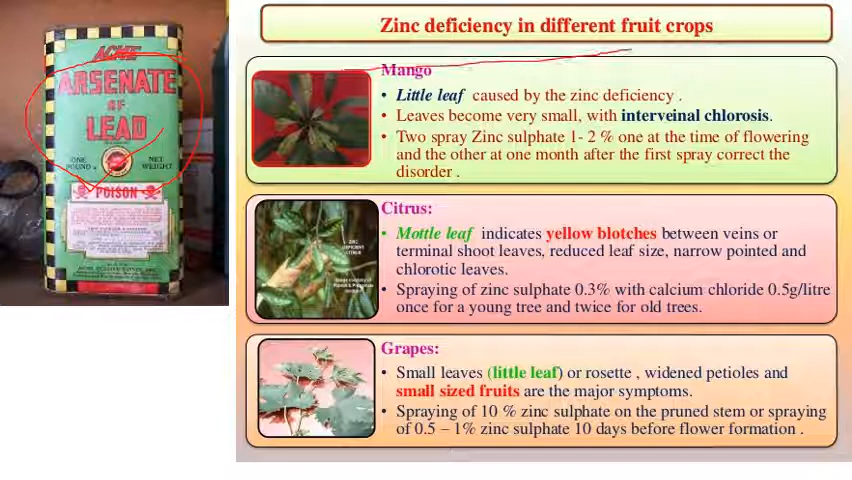 ACME
ARSENATE
OF
LEAD
ONE
POUND
NET
WEIGHT
POISON
Zinc deficiency in different fruit crops
Mango
• Little leaf caused by the zinc deficiency .
• Leaves become very small, with interveinal chlorosis.
• Two spray Zinc sulphate 1- 2 % one at the time of flowering
and the other at one month after the first spray correct the
disorder .
Citrus:
• Mottle leaf indicates yellow blotches between veins or
terminal shoot leaves, reduced leaf size, narrow pointed and
chlorotic leaves.
• Spraying of zinc sulphate 0.3% with calcium chloride 0.5g/litre
once for a young tree and twice for old trees.
ZINC
DEFICIENT
CITRUS
Grapes:
• Small leaves (little leaf) or rosette , widened petioles and
small sized fruits are the major symptoms.
• Spraying of 10 % zinc sulphate on the pruned stem or spraying
of 0.5 – 1% zinc sulphate 10 days before flower formation .